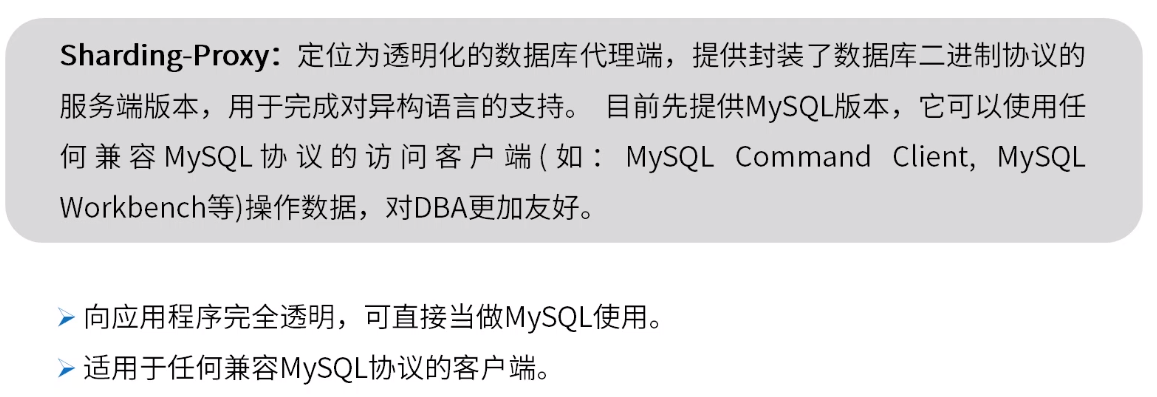 Sharding-Proxy：定位为透明化的数据库代理端，提供封装了数据库二进制协议的
服务端版本，用于完成对异构语言的支持。 目前先提供MySQL版本，它可以使用任
何兼容MySQL协议的访问客户端(如：MySQL Command Client, MySQL
Workbench等)操作数据，对DBA更加友好。
向应用程序完全透明，可直接当做MySQL使用。
适用于任何兼容MySQL协议的客户端。